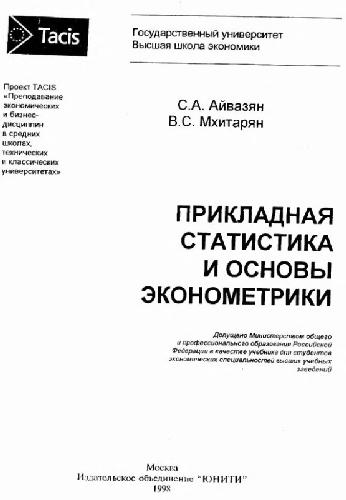 Tacis
Государственный университет
Высшая школа экономики
Проект TACIS
«Преподавание
экономических
и бизнес-
дисциплин
в средних
школах,
технических
и классических
университетах»
С.А. Айвазян
В.С. Мхитарян
ПРИКЛАДНАЯ
СТАТИСТИКА
И ОСНОВЫ
ЭКОНОМЕТРИКИ
Допущено Министерством общего
и профессионального образования Российской
Федерации в качестве учебника для студентов
экономических специальностей высших учебных
заведений
Москва
Издательское объединение "ЮНИТИ"
1998